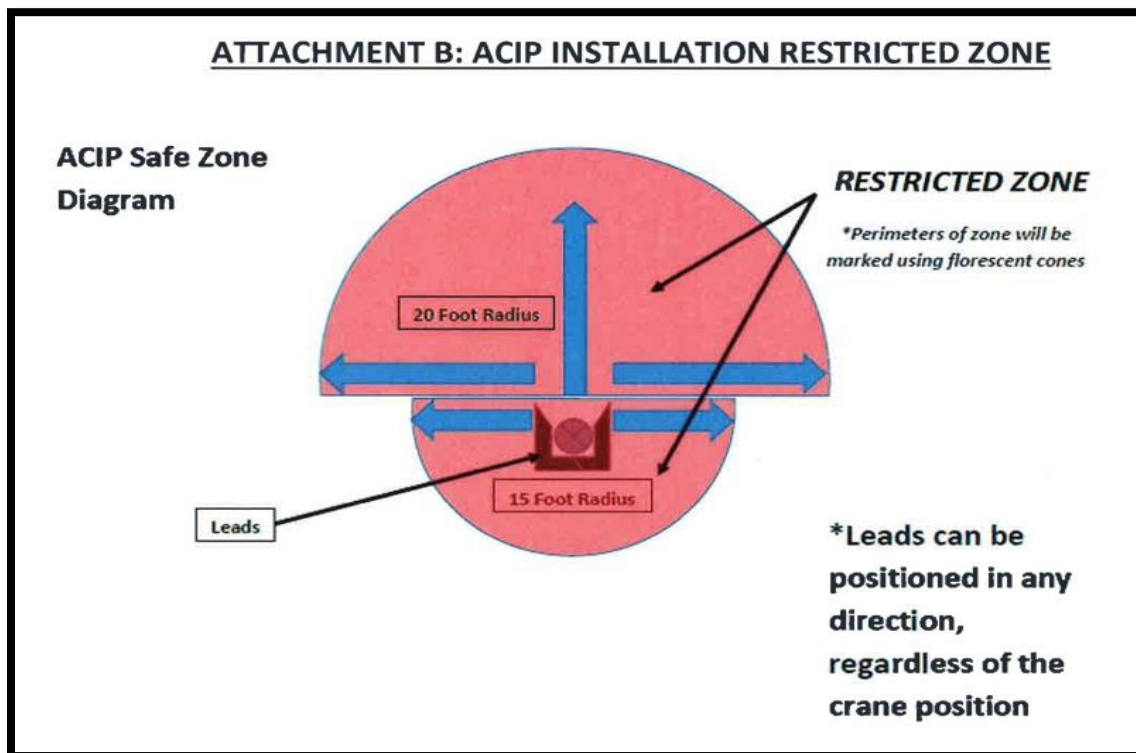 ATTACHMENT B: ACIP INSTALLATION RESTRICTED ZONE
ACIP Safe Zone
Diagram
RESTRICTED ZONE
*Perimeters of zone will be
marked using florescent cones
20 Foot Radius
15 Foot Radius
Leads
*Leads can be
positioned in any
direction,
regardless of the
crane position